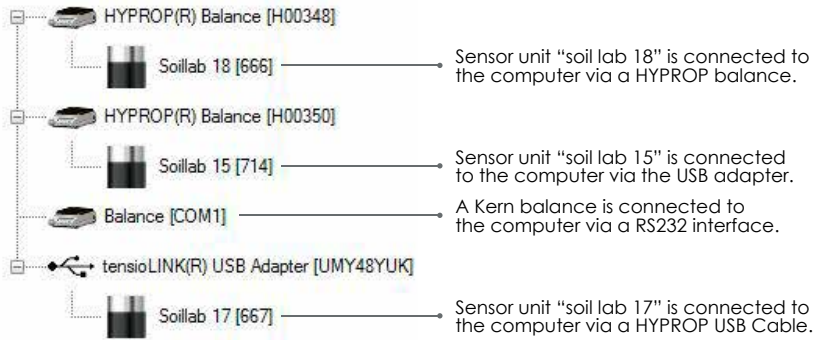 HYPROP(R) Balance [H00348]
Soillab 18 [666]
Sensor unit “soil lab 18” is connected to
the computer via a HYPROP balance.
HYPROP(R) Balance [H00350]
Soillab 15 [714]
Sensor unit “soil lab 15” is connected
to the computer via the USB adapter.
Balance [COM1]
A Kern balance is connected to
the computer via a RS232 interface.
tensioLINK(R) USB Adapter [UMY48YUK]
Soillab 17 [667]
Sensor unit “soil lab 17” is connected to
the computer via a HYPROP USB Cable.